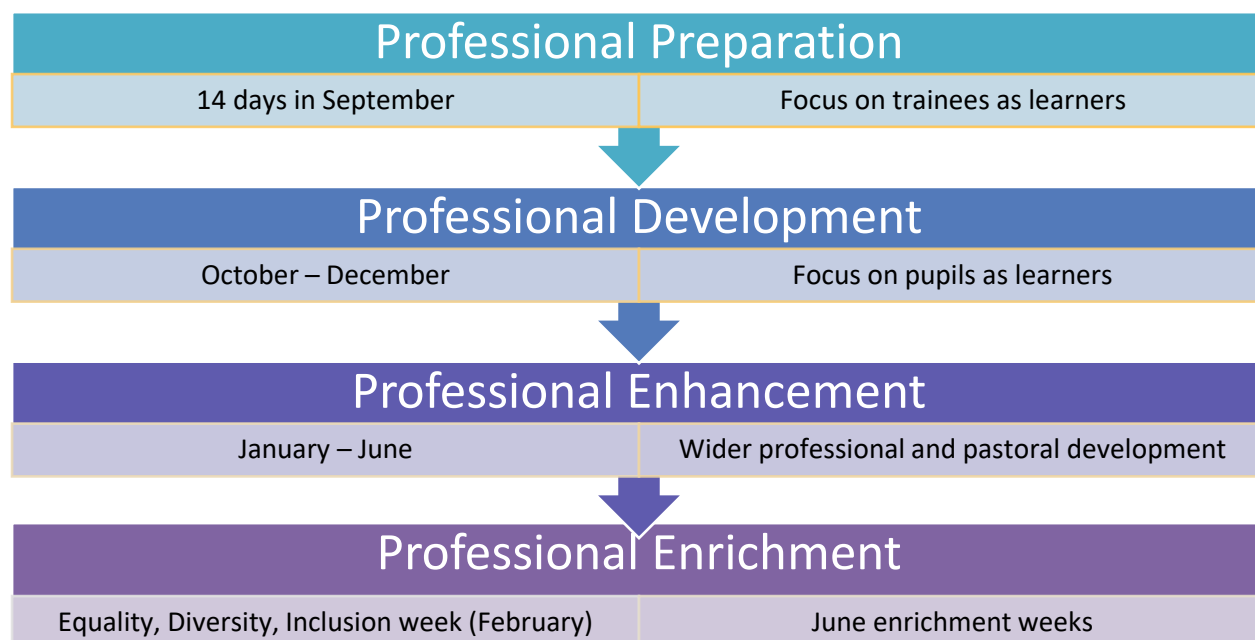 Professional Preparation
14 days in September
Focus on trainees as learners
Professional Development
October – December
Focus on pupils as learners
Professional Enhancement
January – June
Wider professional and pastoral development
Professional Enrichment
Equality, Diversity, Inclusion week (February)
June enrichment weeks